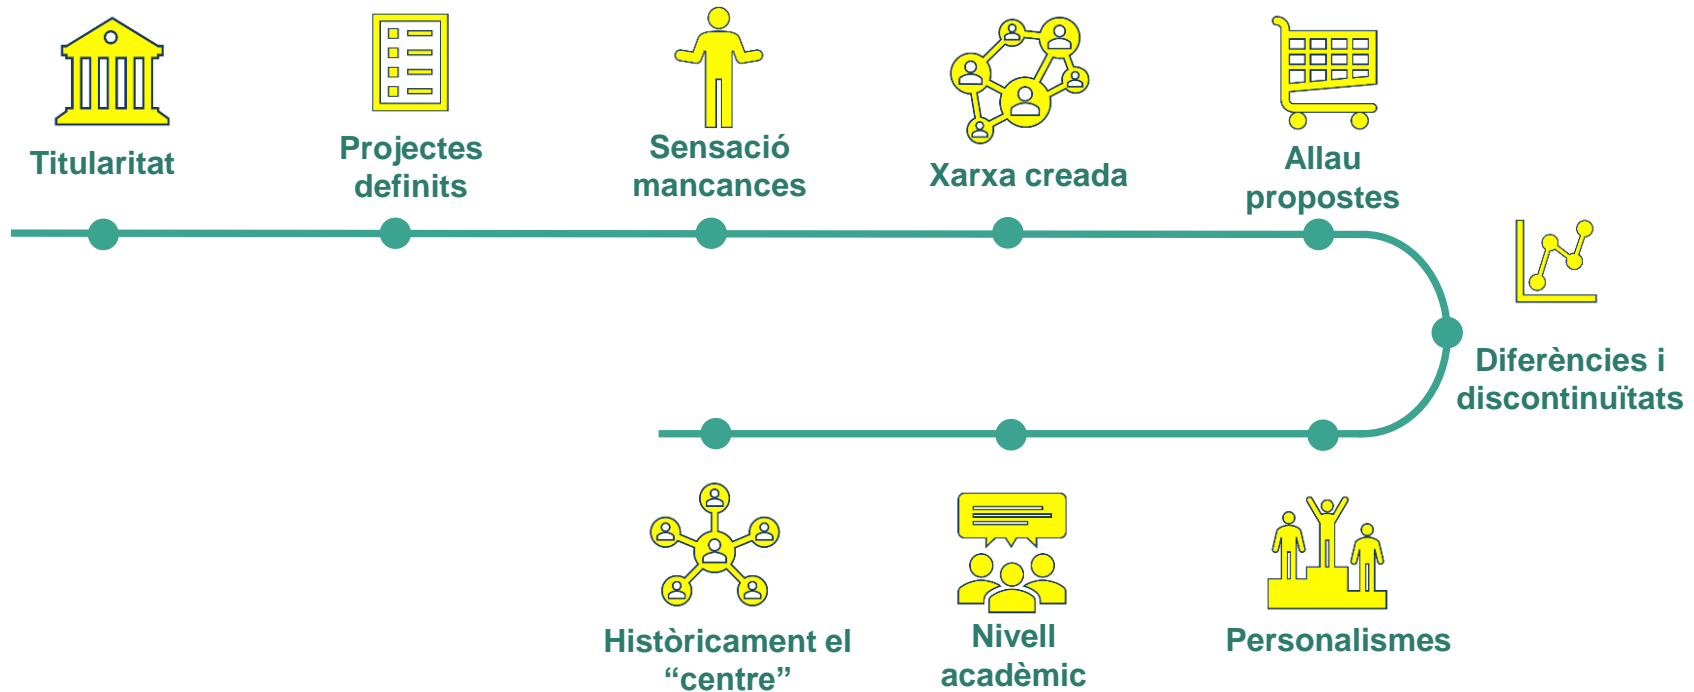 Titularitat
Projectes
definits
Sensació
mancances
Xarxa creada
Allau
propostes
Diferències i
discontinuïtats
Personalismes
Nivell
acadèmic
Històricament el
“centre”